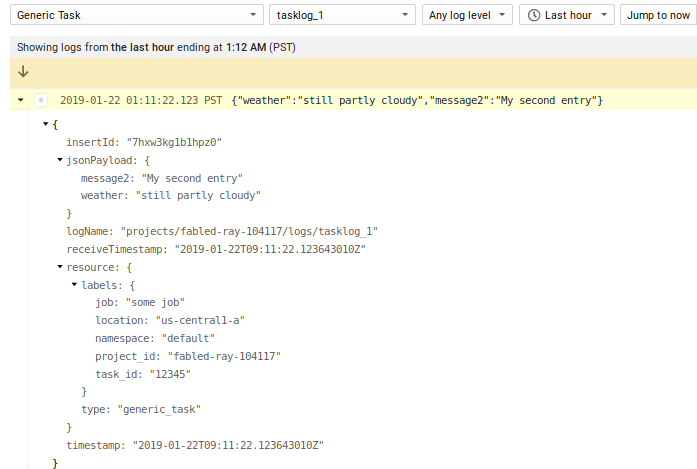 Generic Task tasklog_1 Any log level Last hour Jump to now
Showing logs from the last hour ending at 1:12 AM (PST)
2019-01-22 01:11:22.123 PST {"weather":"still partly cloudy","message2":"My second entry"}
{
insertId: "7hxw3kg1b1hpz0"
jsonPayload: {
message2: "My second entry"
weather: "still partly cloudy"
}
logName: "projects/fabled-ray-104117/logs/tasklog_1"
receiveTimestamp: "2019-01-22T09:11:22.123643010Z"
resource: {
labels: {
job: "some job"
location: "us-central1-a"
namespace: "default"
project_id: "fabled-ray-104117"
task_id: "12345"
}
type: "generic_task"
}
timestamp: "2019-01-22T09:11:22.123643010Z"
}